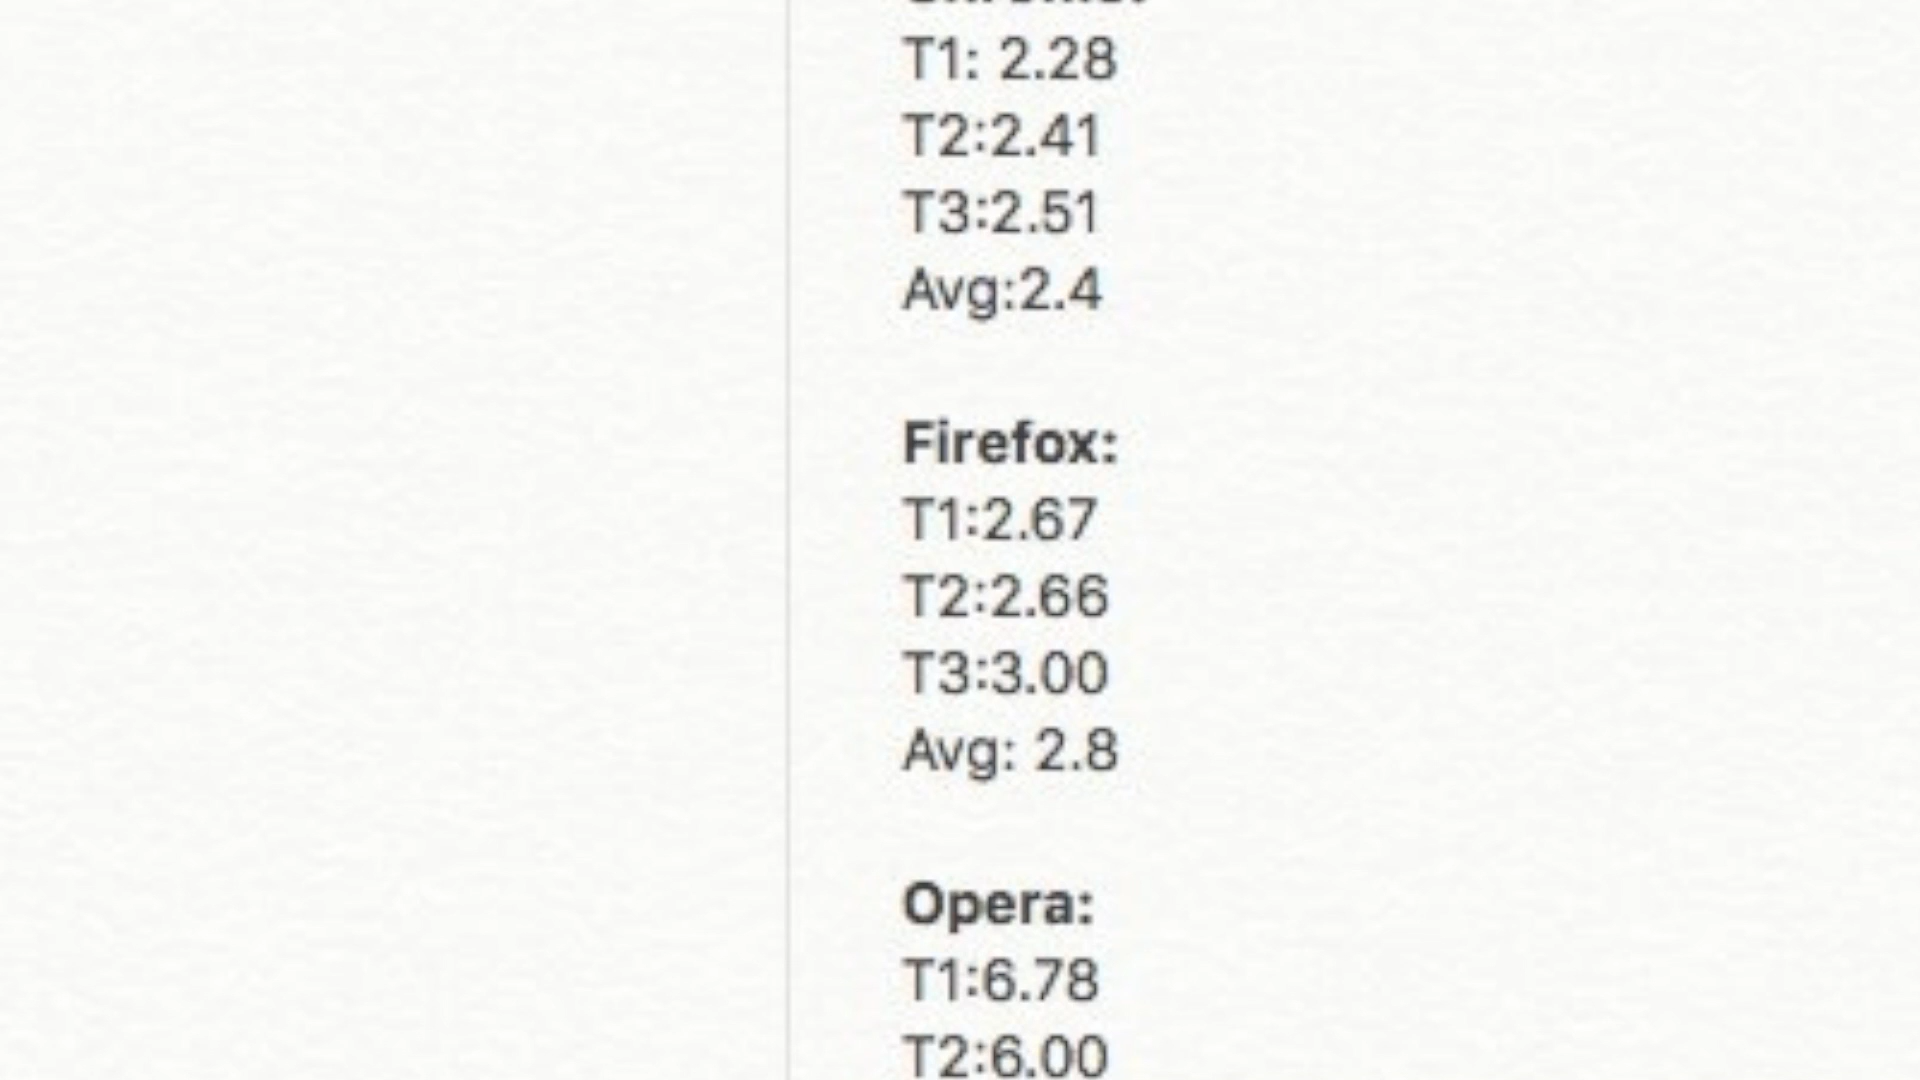 T1: 2.28
T2:2.41
T3:2.51
Avg:2.4
Firefox:
T1:2.67
T2:2.66
T3:3.00
Avg: 2.8
Opera:
T1:6.78
T2:6.00